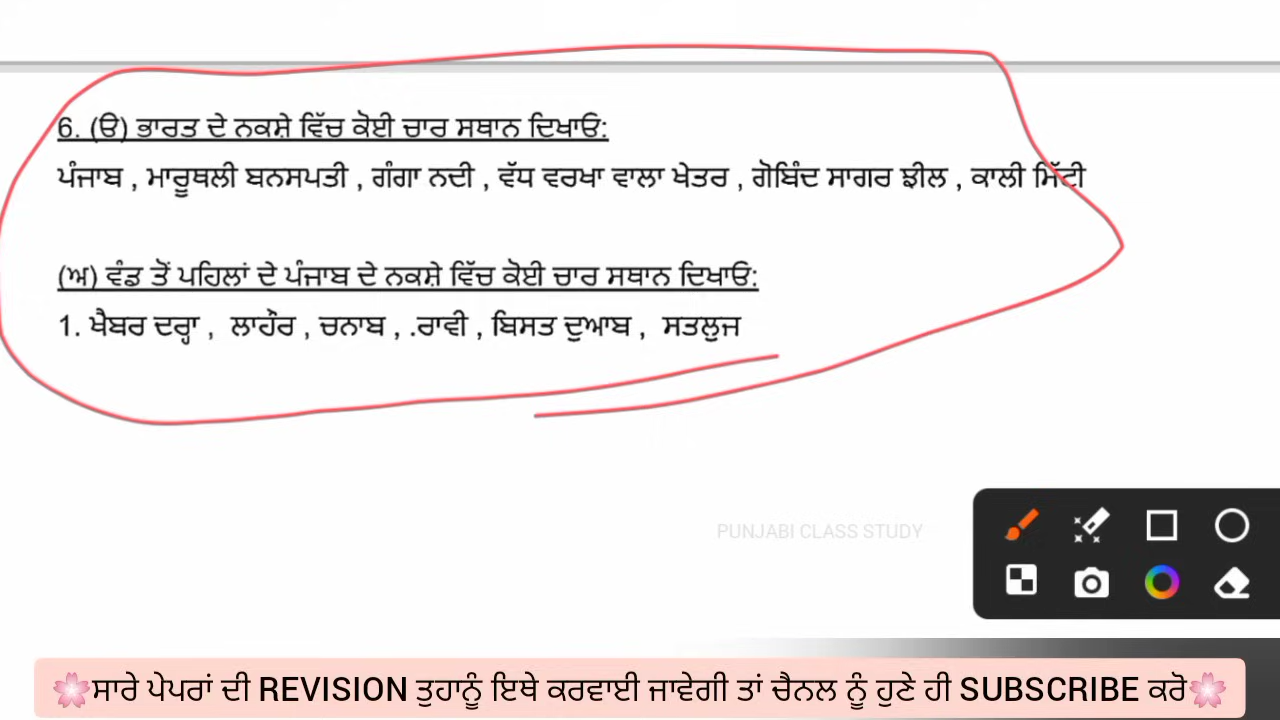 6. (ੳ) ਭਾਰਤ ਦੇ ਨਕਸ਼ੇ ਵਿੱਚ ਕੋਈ ਚਾਰ ਸਥਾਨ ਦਿਖਾਓ:
ਪੰਜਾਬ , ਮਾਰੂਥਲੀ ਬਨਸਪਤੀ , ਗੰਗਾ ਨਦੀ , ਵੱਧ ਵਰਖਾ ਵਾਲਾ ਖੇਤਰ , ਗੋਬਿੰਦ ਸਾਗਰ ਝੀਲ , ਕਾਲੀ ਮਿੱਟੀ
(ਅ) ਵੰਡ ਤੋਂ ਪਹਿਲਾਂ ਦੇ ਪੰਜਾਬ ਦੇ ਨਕਸ਼ੇ ਵਿੱਚ ਕੋਈ ਚਾਰ ਸਥਾਨ ਦਿਖਾਓ:
1. ਖੈਬਰ ਦਰ੍ਹਾ , ਲਾਹੌਰ , ਚਨਾਬ , .ਰਾਵੀ , ਬਿਸਤ ਦੁਆਬ , ਸਤਲੁਜ
PUNJABI CLASS STUDY
🌸ਸਾਰੇ ਪੇਪਰਾਂ ਦੀ REVISION ਤੁਹਾਨੂੰ ਇਥੇ ਕਰਵਾਈ ਜਾਵੇਗੀ ਤਾਂ ਚੈਨਲ ਨੂੰ ਹੁਣੇ ਹੀ SUBSCRIBE ਕਰੋ🌸